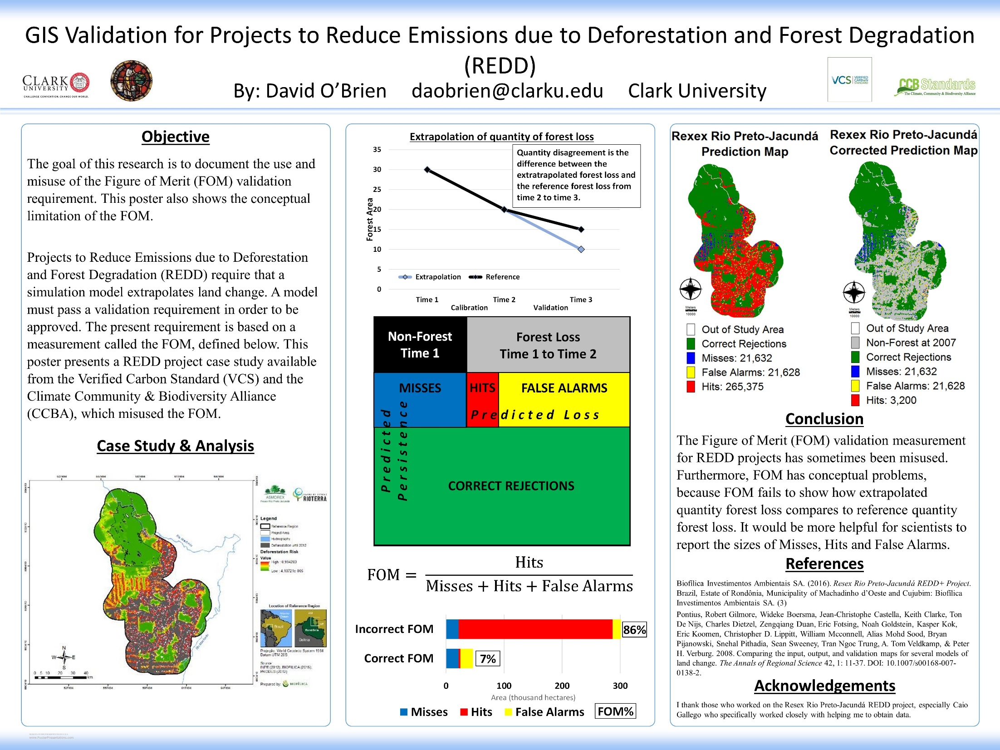 GIS Validation for Projects to Reduce Emissions due to Deforestation and Forest Degradation
(REDD)
By: David O’Brien daobrien@clarku.edu Clark University
CLARK
UNIVERSITY
CHALLENGE CONVENTION. CHANGE OUR WORLD.
VCS VERIFIED
CARBON
STANDARD
CCB Standards
The Climate, Community & Biodiversity Alliance
Objective
The goal of this research is to document the use and
misuse of the Figure of Merit (FOM) validation
requirement. This poster also shows the conceptual
limitation of the FOM.
Projects to Reduce Emissions due to Deforestation
and Forest Degradation (REDD) require that a
simulation model extrapolates land change. A model
must pass a validation requirement in order to be
approved. The present requirement is based on a
measurement called the FOM, defined below. This
poster presents a REDD project case study available
from the Verified Carbon Standard (VCS) and the
Climate Community & Biodiversity Alliance
(CCBA), which misused the FOM.
Case Study & Analysis
ASMOREX
RIOTERRA
Legend
Reference Region
Project Area
Hydrography
Deforestation until 2012
Deforestation Risk
Value
High : 0,994283
Low : 4,10721e-005
Rio Machado
Rio Machado
Location of Reference Region
Brazil
Rondônia
Bolivia
Projeção: World Geodetic System 1984
Datum UTM 20S
Source
INPE (2012), BIOFILICA (2015),
PRODES (2012)
Prepared by: BIOFÍLICA
N
W E
S
0 5 10 20 30 40
km
Extrapolation of quantity of forest loss
Quantity disagreement is the
difference between the
extratrapolated forest loss and
the reference forest loss from
time 2 to time 3.
Forest Area
35
30
25
20
15
10
5
0
Extrapolation Reference
Time 1 Time 2 Time 3
Calibration Validation
Non-Forest
Time 1
Forest Loss
Time 1 to Time 2
MISSES HITS FALSE ALARMS
Predicted Loss
Predicted
Persistence
CORRECT REJECTIONS
FOM = Hits
Misses + Hits + False Alarms
Incorrect FOM 86%
Correct FOM 7%
0 100 200 300
Area (thousand hectares)
Misses Hits False Alarms FOM%
Rexex Rio Preto-Jacundá
Prediction Map
N
Meters
10000
Out of Study Area
Correct Rejections
Misses: 21,632
False Alarms: 21,628
Hits: 265,375
Rexex Rio Preto-Jacundá
Corrected Prediction Map
N
Meters
10000
Out of Study Area
Non-Forest at 2007
Correct Rejections
Misses: 21,632
False Alarms: 21,628
Hits: 3,200
Conclusion
The Figure of Merit (FOM) validation measurement
for REDD projects has sometimes been misused.
Furthermore, FOM has conceptual problems,
because FOM fails to show how extrapolated
quantity forest loss compares to reference quantity
forest loss. It would be more helpful for scientists to
report the sizes of Misses, Hits and False Alarms.
References
Biofílica Investimentos Ambientais SA. (2016). Resex Rio Preto-Jacundá REDD+ Project.
Brazil, Estate of Rondônia, Municipality of Machadinho d’Oeste and Cujubim: Biofílica
Investimentos Ambientais SA. (3)
Pontius, Robert Gilmore, Wideke Boersma, Jean-Christophe Castella, Keith Clarke, Ton
De Nijs, Charles Dietzel, Zengqiang Duan, Eric Fotsing, Noah Goldstein, Kasper Kok,
Eric Koomen, Christopher D. Lippitt, William Mcconnell, Alias Mohd Sood, Bryan
Pijanowski, Snehal Pithadia, Sean Sweeney, Tran Ngoc Trung, A. Tom Veldkamp, & Peter
H. Verburg. 2008. Comparing the input, output, and validation maps for several models of
land change. The Annals of Regional Science 42, 1: 11-37. DOI: 10.1007/s00168-007-
0138-2.
Acknowledgements
I thank those who worked on the Resex Rio Preto-Jacundá REDD project, especially Caio
Gallego who specifically worked closely with helping me to obtain data.
www.PosterPresentations.com